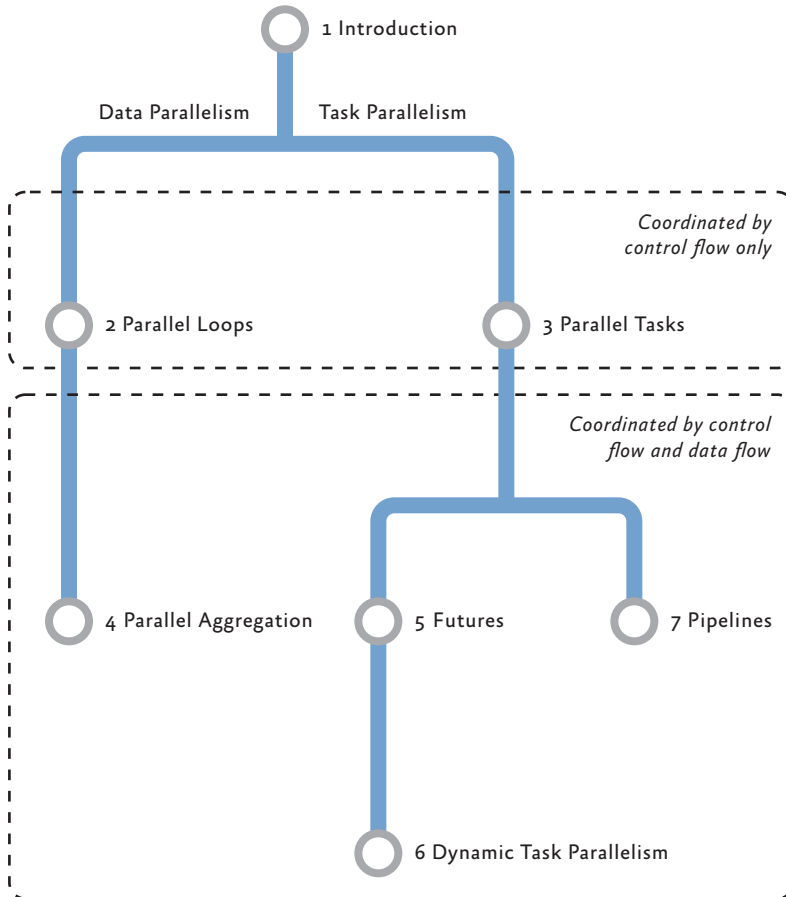 1 Introduction
Data Parallelism
Task Parallelism
Coordinated by
control flow only
2 Parallel Loops
3 Parallel Tasks
Coordinated by control
flow and data flow
4 Parallel Aggregation
5 Futures
7 Pipelines
6 Dynamic Task Parallelism